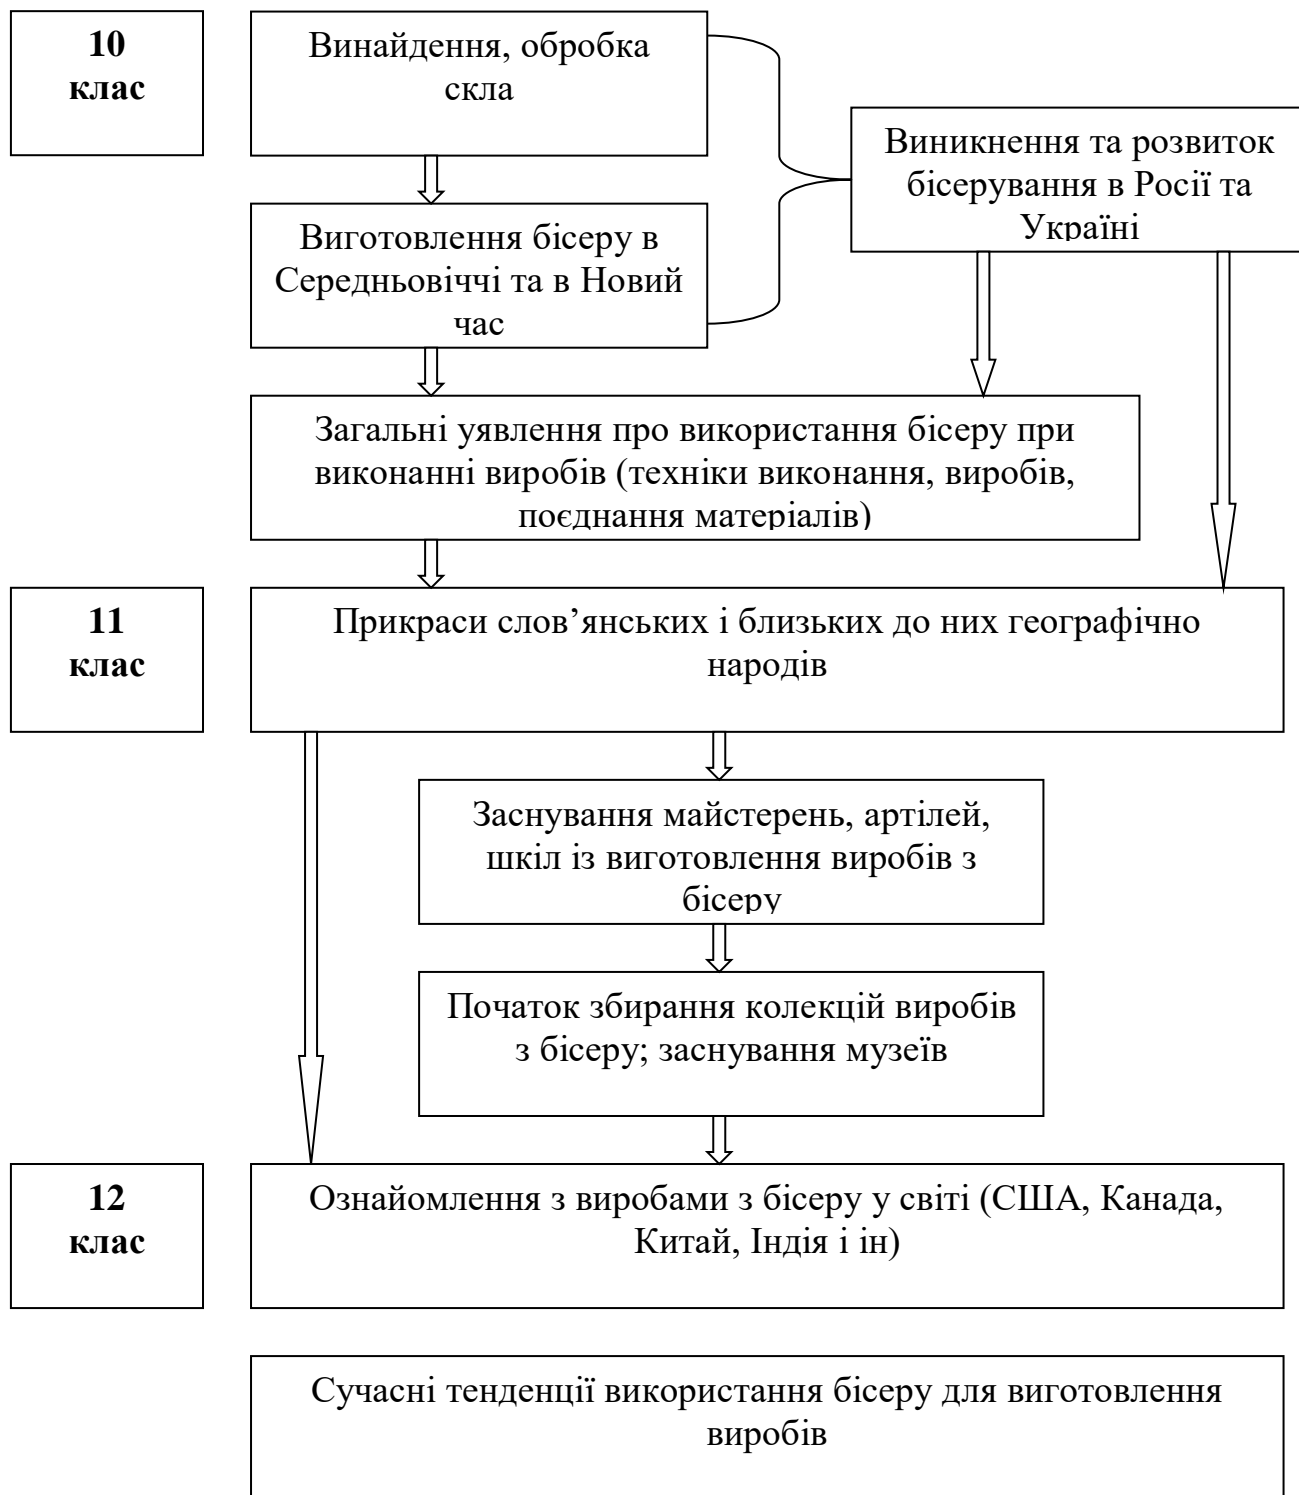 10
клас
Винайдення, обробка
скла
Виникнення та розвиток
бісерування в Росії та
Україні
Виготовлення бісеру в
Середньовіччі та в Новий
час
Загальні уявлення про використання бісеру при
виконанні виробів (техніки виконання, виробів,
поєднання матеріалів)
11
клас
Прикраси слов’янських і близьких до них географічно
народів
Заснування майстерень, артілей,
шкіл із виготовлення виробів з
бісеру
Початок збирання колекцій виробів
з бісеру; заснування музеїв
12
клас
Ознайомлення з виробами з бісеру у світі (США, Канада,
Китай, Індія і ін)
Сучасні тенденції використання бісеру для виготовлення
виробів